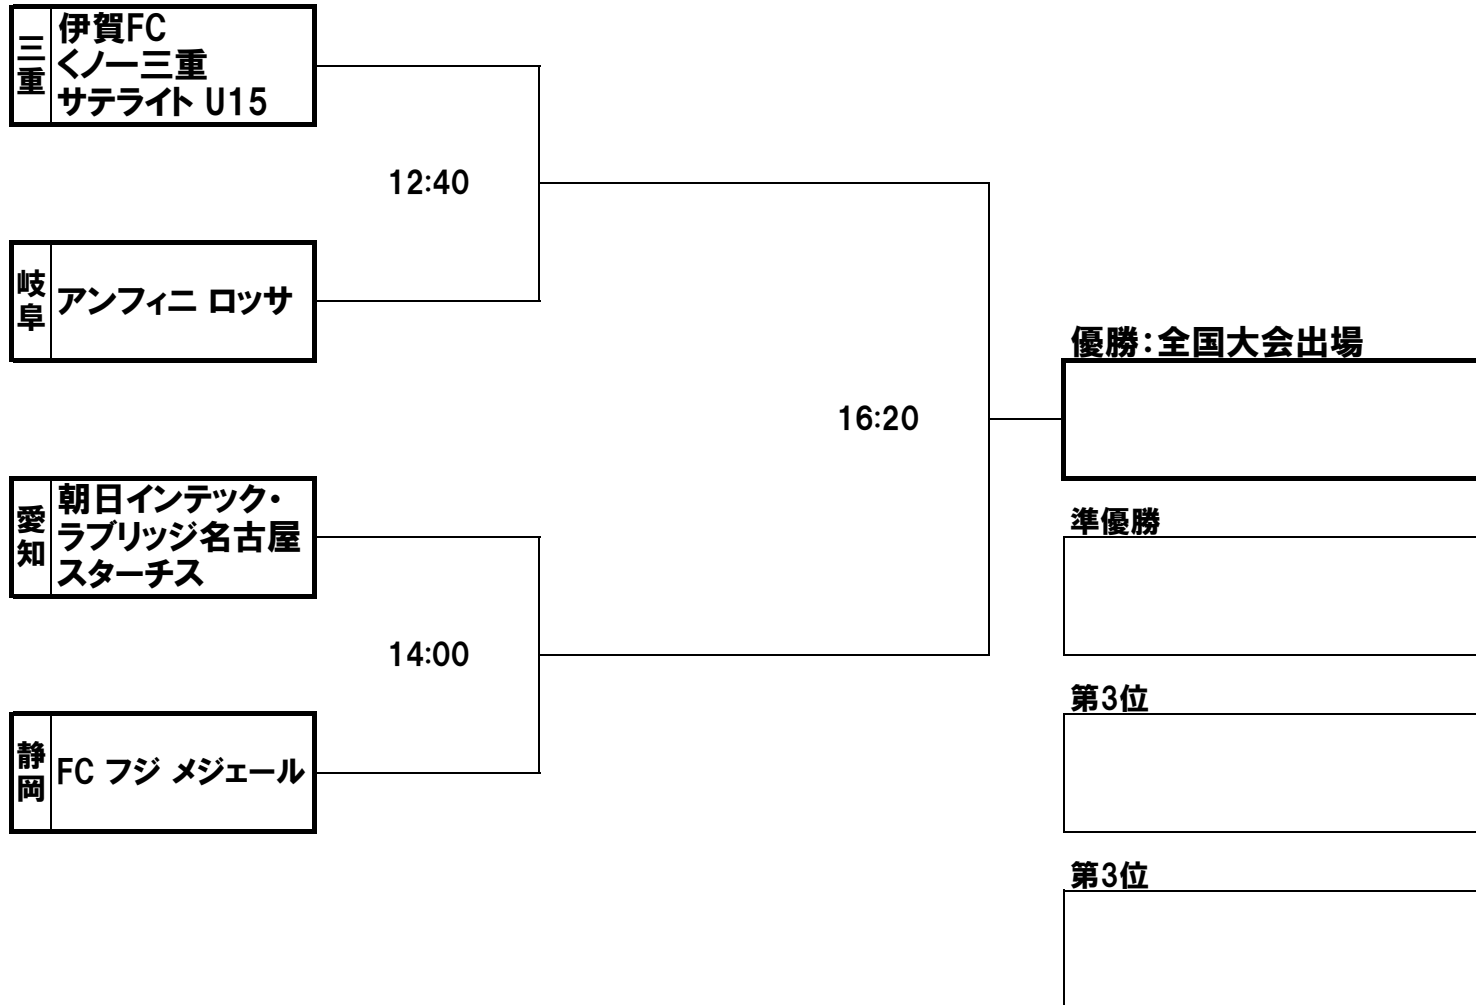 三重
伊賀FC
くノ一三重
サテライト U15
12:40
岐阜
アンフィニ ロッサ
優勝：全国大会出場
16:20
愛知
朝日インテック・
ラブリッジ名古屋
スターチス
準優勝
14:00
第3位
静岡
FC フジ メジェール
第3位